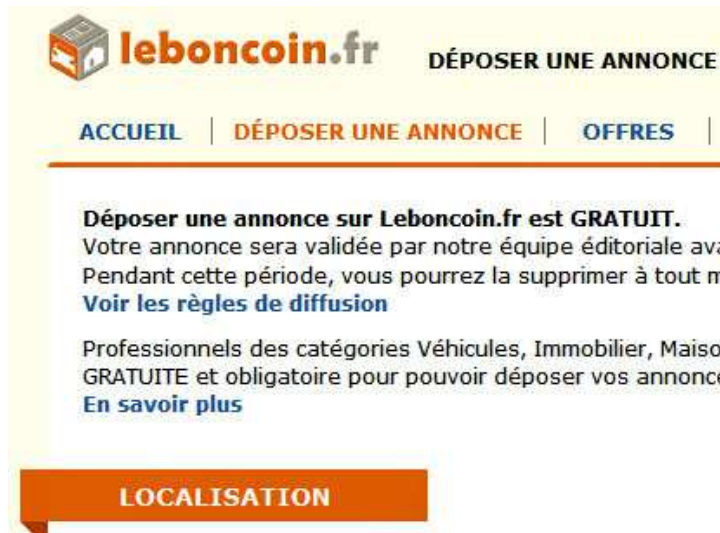 leboncoin.fr DÉPOSER UNE ANNONCE
ACCUEIL | DÉPOSER UNE ANNONCE | OFFRES |
Déposer une annonce sur Leboncoin.fr est GRATUIT.
Votre annonce sera validée par notre équipe éditoriale
Pendant cette période, vous pourrez la supprimer à tout
Voir les règles de diffusion
Professionnels des catégories Véhicules, Immobilier,
GRATUITE et obligatoire pour pouvoir déposer vos
En savoir plus
LOCALISATION